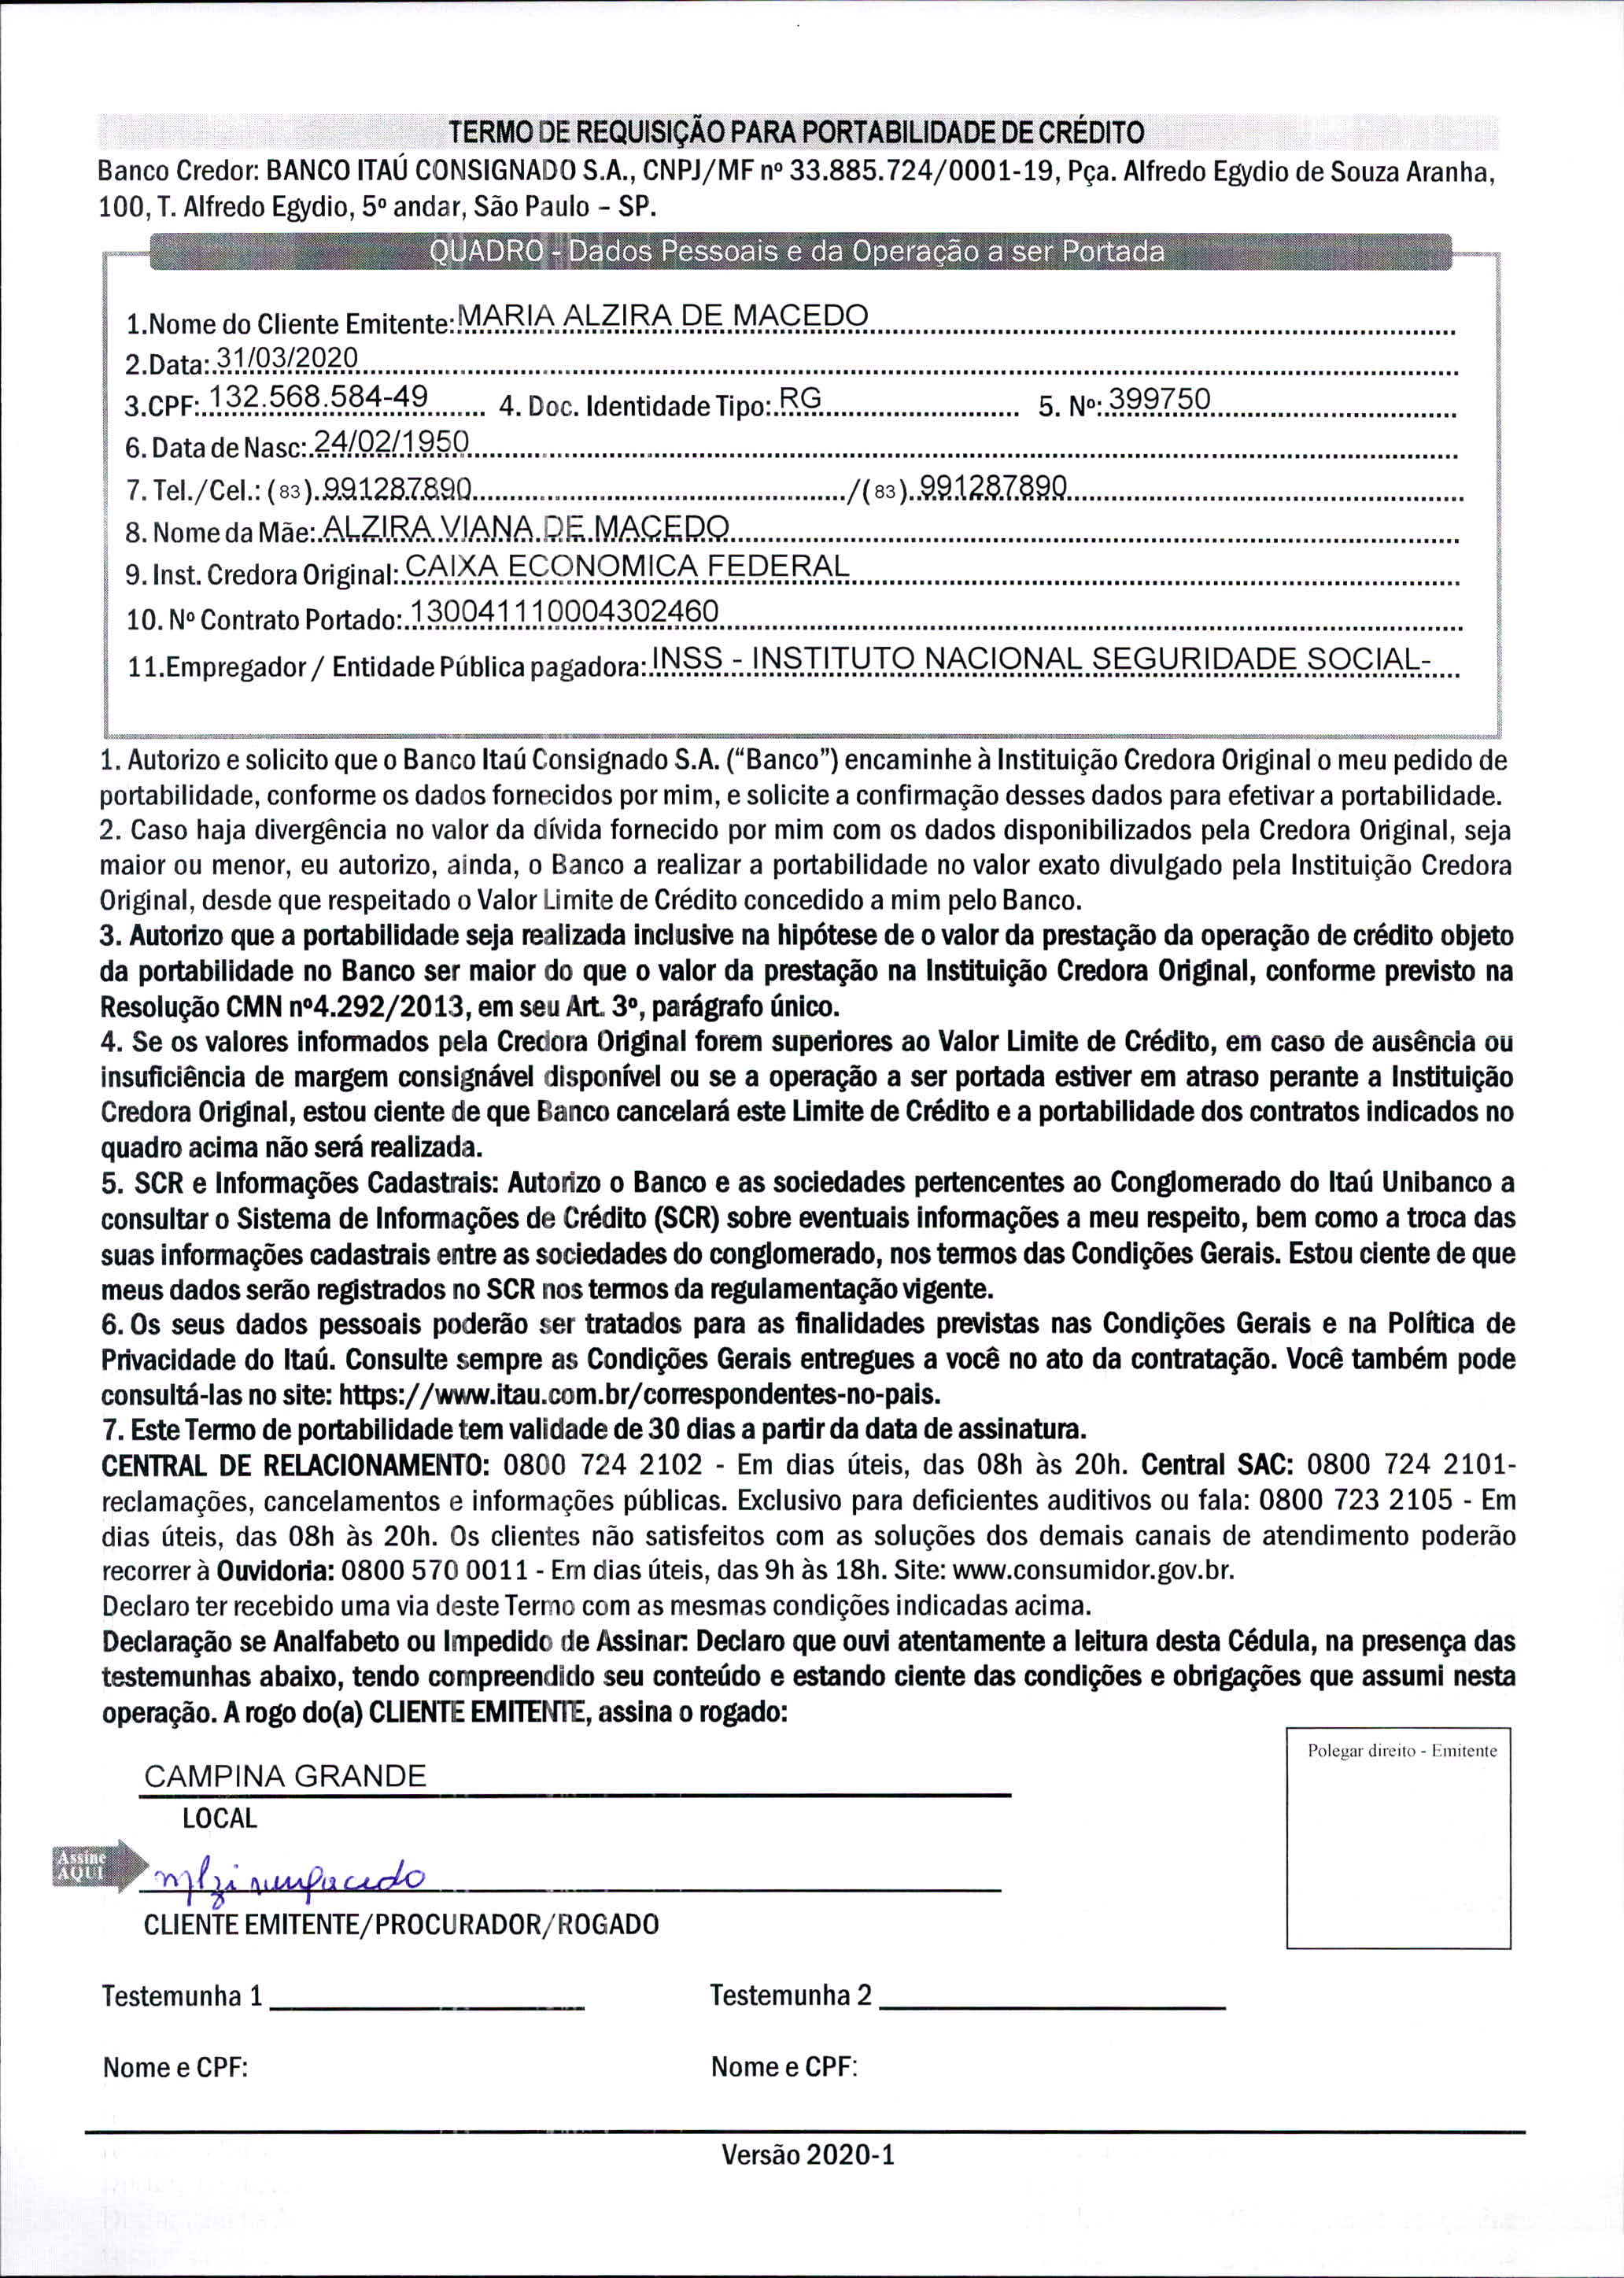 TERMO DE REQUISIÇÃO PARA PORTABILIDADE DE CRÉDITO
Banco Credor: BANCO ITAÚ CONSIGNADO S.A., CNPJ/MF nº 33.885.724/0001-19, Pça. Alfredo Egydio de Souza Aranha,
100, T. Alfredo Egydio, 5º andar, São Paulo – SP.
QUADRO - Dados Pessoais e da Operação a ser Portada
1.Nome do Cliente Emitente: MARIA ALZIRA DE MACEDO
2.Data: 31/03/2020
3.CPF: 132.568.584-49 4. Doc. Identidade Tipo: RG 5. Nº: 399750
6. Data de Nasc: 24/02/1950
7. Tel./Cel.: (83) 991287890 /(83) 991287890
8. Nome da Mãe: ALZIRA VIANA DE MACEDO
9. Inst. Credora Original: CAIXA ECONOMICA FEDERAL
10. Nº Contrato Portado: 130041110004302460
11.Empregador / Entidade Pública pagadora: INSS - INSTITUTO NACIONAL SEGURIDADE SOCIAL-
1. Autorizo e solicito que o Banco Itaú Consignado S.A. (“Banco”) encaminhe à Instituição Credora Original o meu pedido de
portabilidade, conforme os dados fornecidos por mim, e solicite a confirmação desses dados para efetivar a portabilidade.
2. Caso haja divergência no valor da dívida fornecido por mim com os dados disponibilizados pela Credora Original, seja
maior ou menor, eu autorizo, ainda, o Banco a realizar a portabilidade no valor exato divulgado pela Instituição Credora
Original, desde que respeitado o Valor Limite de Crédito concedido a mim pelo Banco.
3. Autorizo que a portabilidade seja realizada inclusive na hipótese de o valor da prestação da operação de crédito objeto
da portabilidade no Banco ser maior do que o valor da prestação na Instituição Credora Original, conforme previsto na
Resolução CMN nº4.292/2013, em seu Art. 3º, parágrafo único.
4. Se os valores informados pela Credora Original forem superiores ao Valor Limite de Crédito, em caso de ausência ou
insuficiência de margem consignável disponível ou se a operação a ser portada estiver em atraso perante a Instituição
Credora Original, estou ciente de que Banco cancelará este Limite de Crédito e a portabilidade dos contratos indicados no
quadro acima não será realizada.
5. SCR e Informações Cadastrais: Autorizo o Banco e as sociedades pertencentes ao Conglomerado do Itaú Unibanco a
consultar o Sistema de Informações de Crédito (SCR) sobre eventuais informações a meu respeito, bem como a troca das
suas informações cadastrais entre as sociedades do conglomerado, nos termos das Condições Gerais. Estou ciente de que
meus dados serão registrados no SCR nos termos da regulamentação vigente.
6. Os seus dados pessoais poderão ser tratados para as finalidades previstas nas Condições Gerais e na Política de
Privacidade do Itaú. Consulte sempre as Condições Gerais entregues a você no ato da contratação. Você também pode
consultá-las no site: https://www.itau.com.br/correspondentes-no-pais.
7. Este Termo de portabilidade tem validade de 30 dias a partir da data de assinatura.
CENTRAL DE RELACIONAMENTO: 0800 724 2102 - Em dias úteis, das 08h às 20h. Central SAC: 0800 724 2101-
reclamações, cancelamentos e informações públicas. Exclusivo para deficientes auditivos ou fala: 0800 723 2105 - Em
dias úteis, das 08h às 20h. Os clientes não satisfeitos com as soluções dos demais canais de atendimento poderão
recorrer à Ouvidoria: 0800 570 0011 - Em dias úteis, das 9h às 18h. Site: www.consumidor.gov.br.
Declaro ter recebido uma via deste Termo com as mesmas condições indicadas acima.
Declaração se Analfabeto ou Impedido de Assinar: Declaro que ouvi atentamente a leitura desta Cédula, na presença das
testemunhas abaixo, tendo compreendido seu conteúdo e estando ciente das condições e obrigações que assumi nesta
operação. A rogo do(a) CLIENTE EMITENTE, assina o rogado:
Polegar direito - Emitente
CAMPINA GRANDE
LOCAL
Assine
AQUI
CLIENTE EMITENTE/PROCURADOR/ROGADO
Testemunha 1 Testemunha 2
Nome e CPF: Nome e CPF:
Versão 2020-1